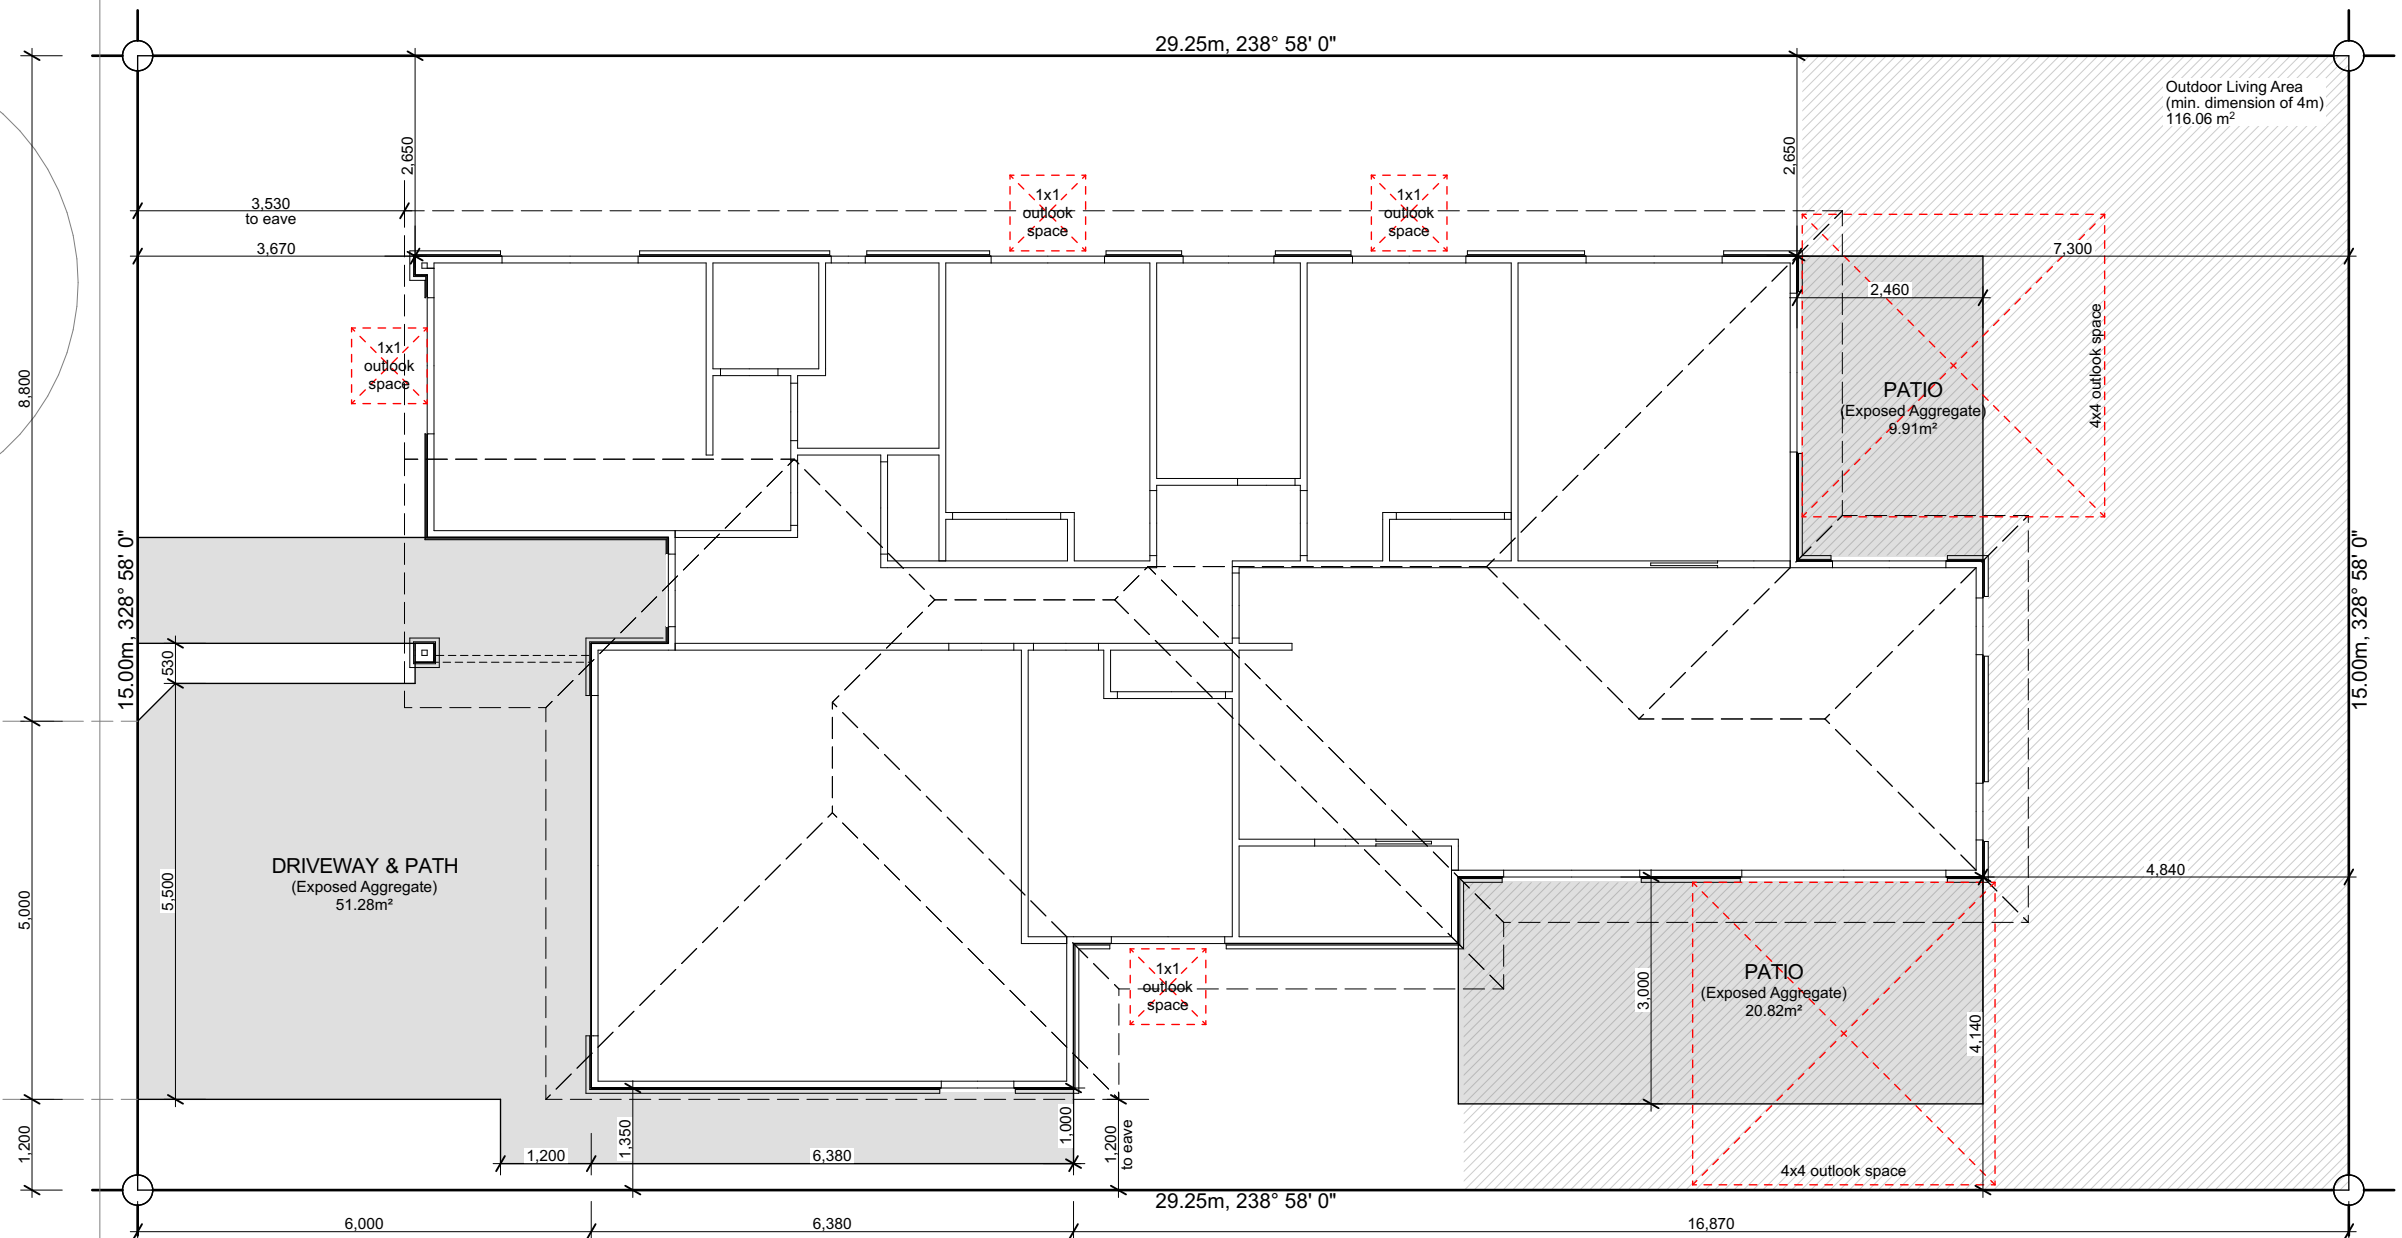 29.25m, 238° 58' 0"
Outdoor Living Area
(min. dimension of 4m)
116.06 m²
2,650
2,650
3,530
to eave
3,670
1x1
outlook
space
1x1
outlook
space
7,300
2,460
1x1
outlook
space
4x4 outlook space
8,800
PATIO
(Exposed Aggregate)
9.91m²
15.00m, 328° 58' 0"
15.00m, 328° 58' 0"
530
DRIVEWAY & PATH
(Exposed Aggregate)
51.28m²
5,500
5,000
4,840
1x1
outlook
space
PATIO
(Exposed Aggregate)
20.82m²
3,000
4,140
1,200
1,200
1,350
6,380
1,000
1,200
to eave
4x4 outlook space
29.25m, 238° 58' 0"
6,000
6,380
16,870